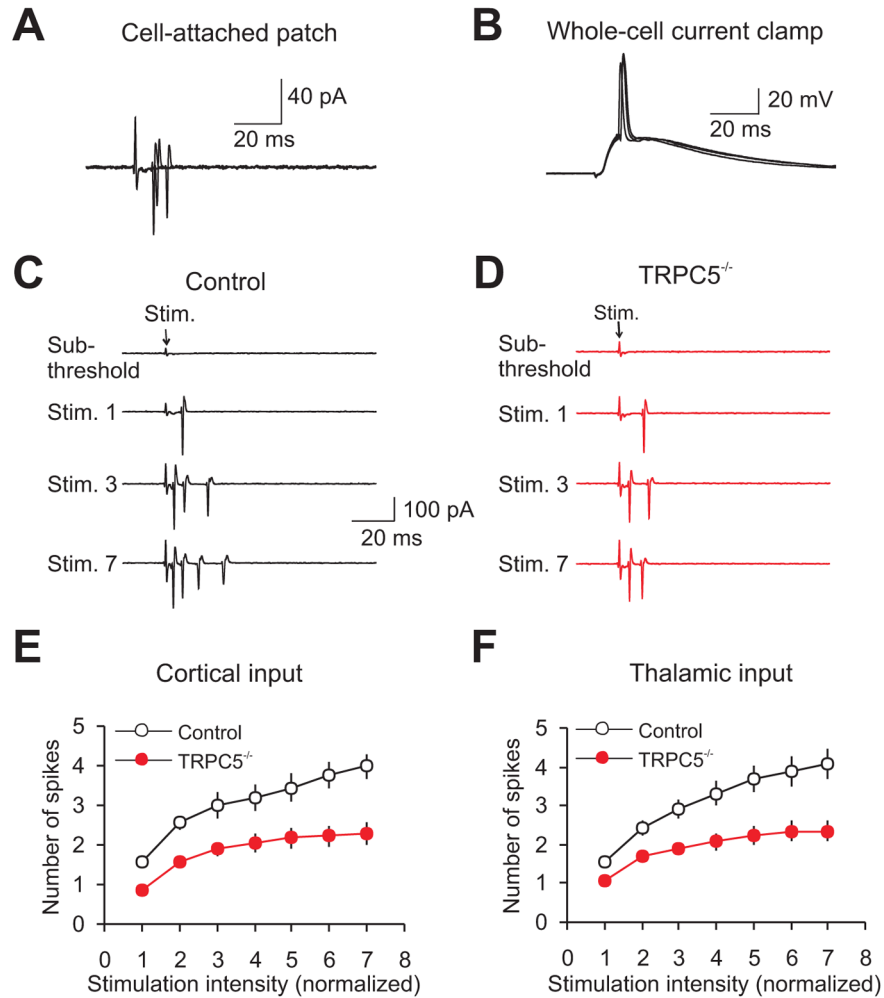 A
Cell-attached patch
40 pA
20 ms
B
Whole-cell current clamp
20 mV
20 ms
C
Control
Stim.
Sub-
threshold
Stim. 1
Stim. 3
Stim. 7
100 pA
20 ms
D
TRPC5-/-
Stim.
Sub-
threshold
Stim. 1
Stim. 3
Stim. 7
E
Cortical input
Number of spikes
5
4
3
2
1
0
Control
TRPC5-/-
0 1 2 3 4 5 6 7 8
Stimulation intensity (normalized)
F
Thalamic input
Number of spikes
5
4
3
2
1
0
Control
TRPC5-/-
0 1 2 3 4 5 6 7 8
Stimulation intensity (normalized)